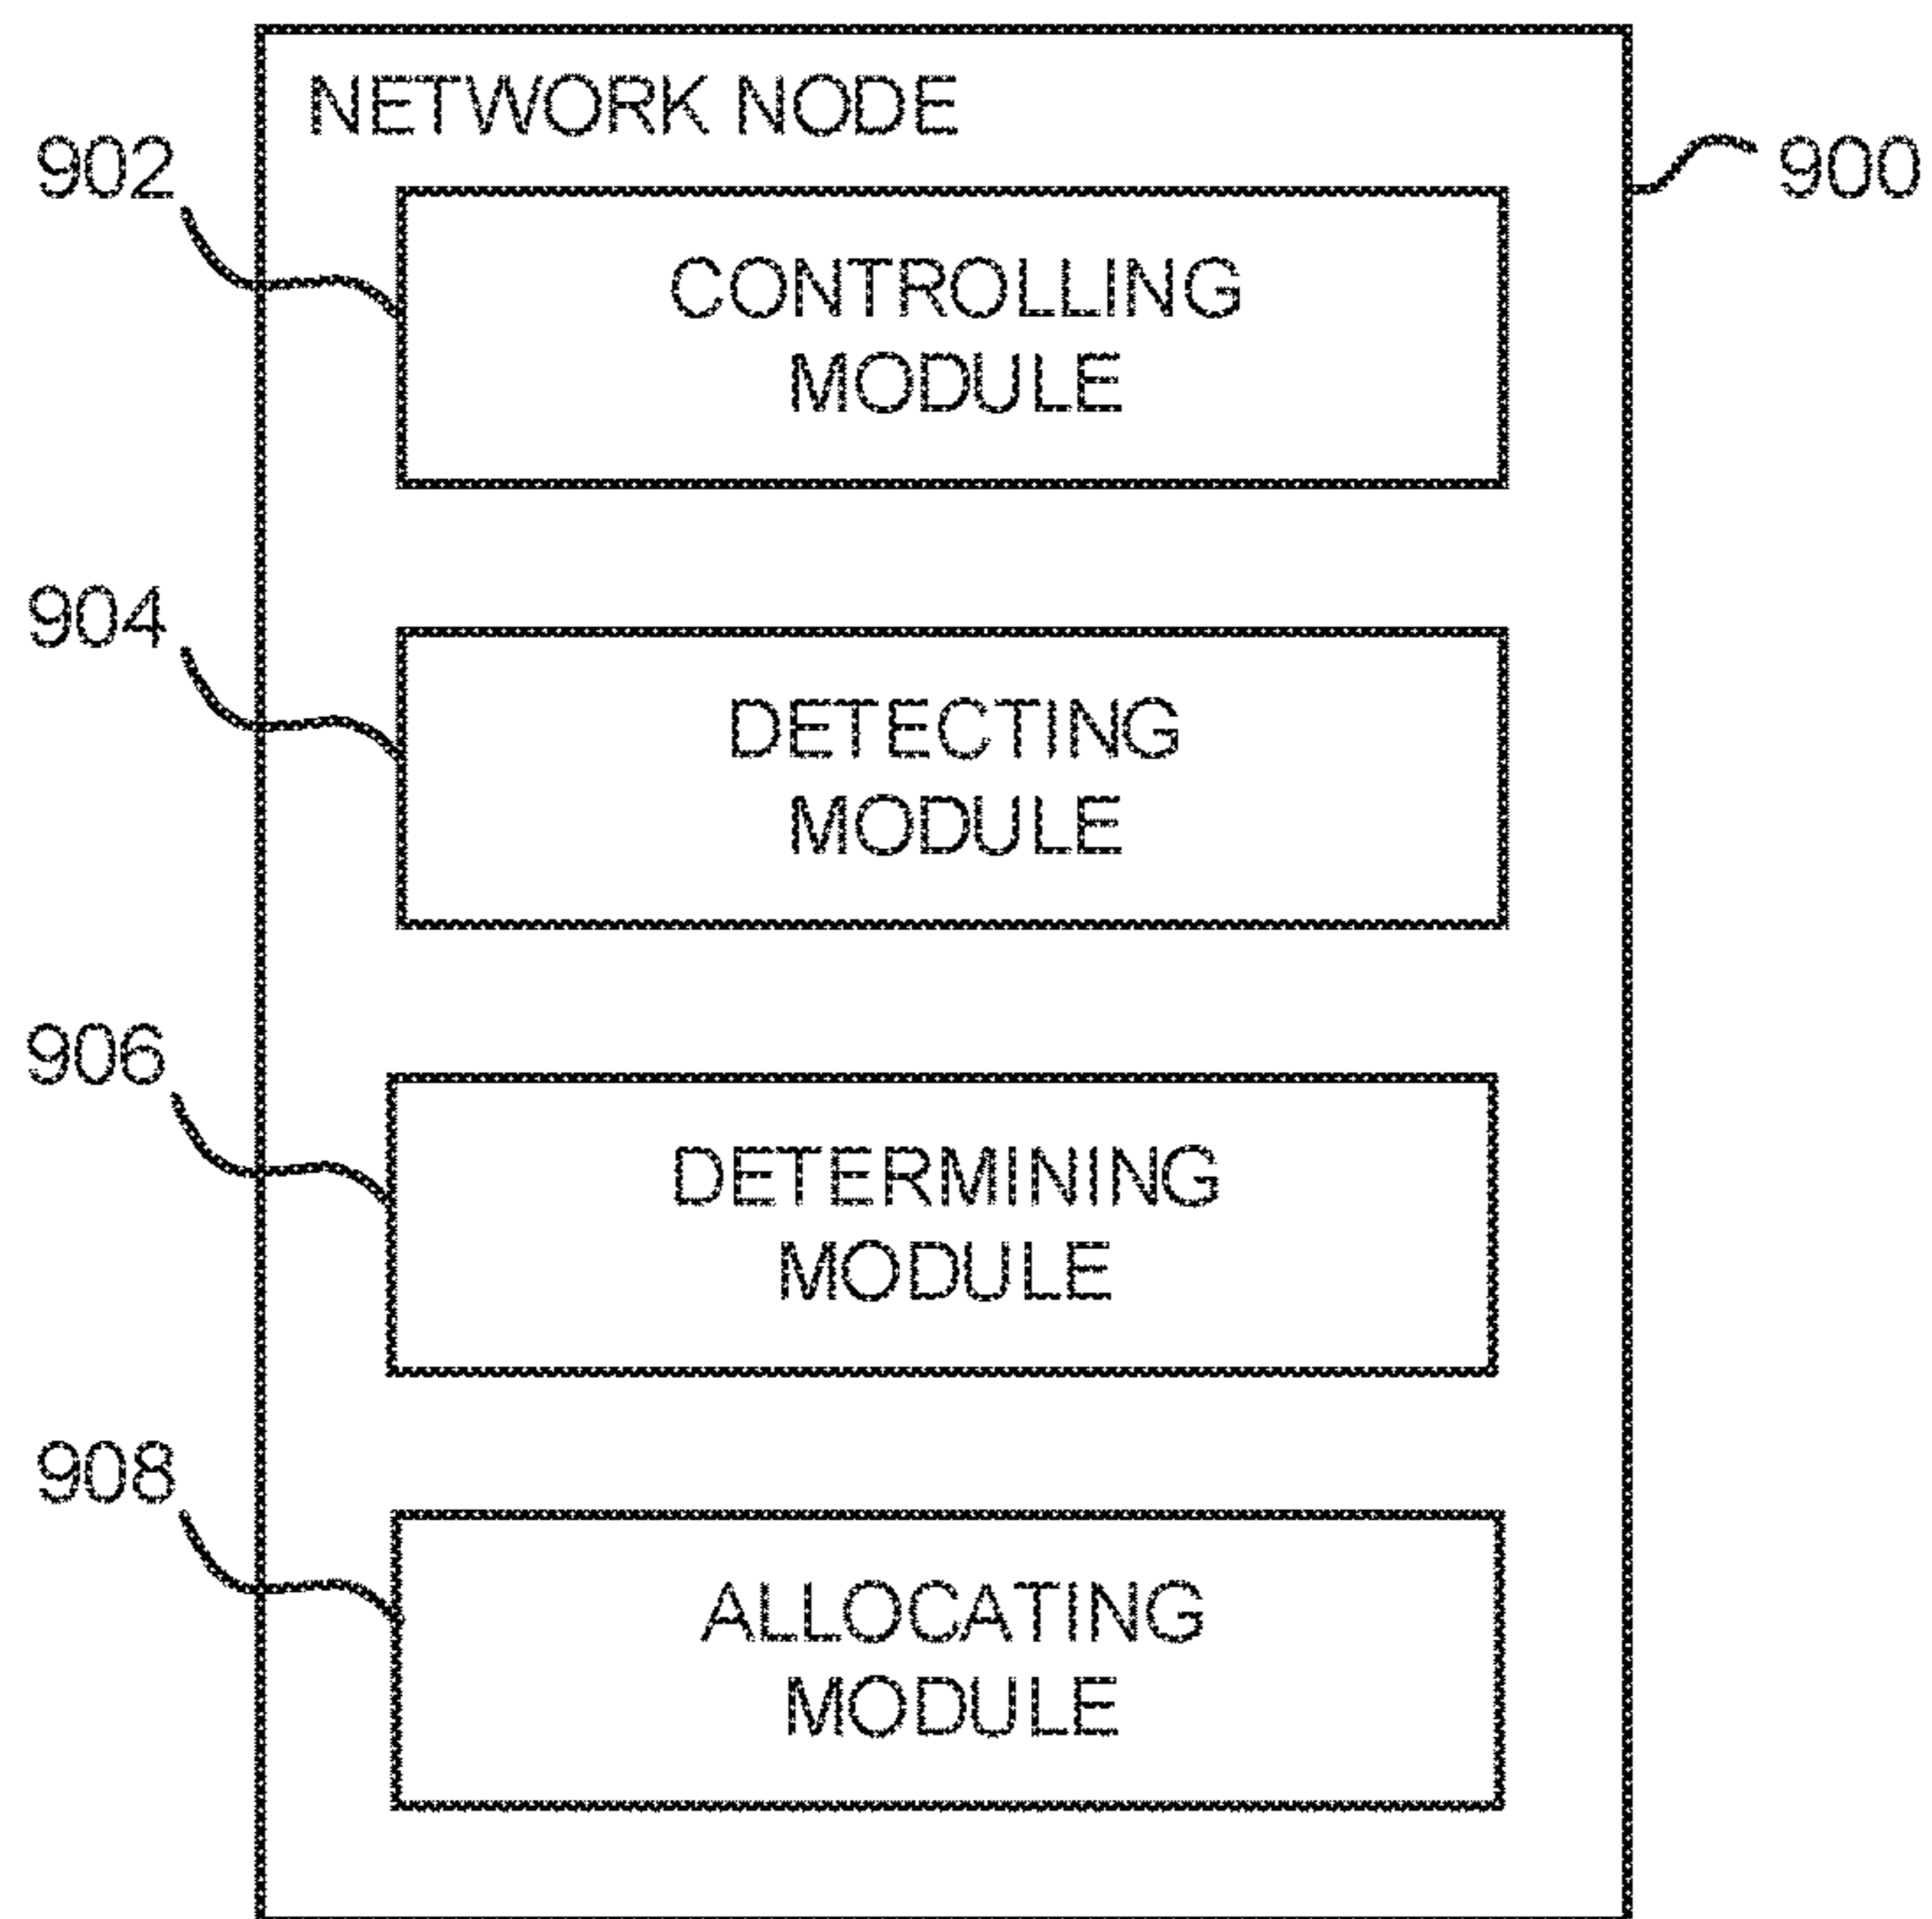 NETWORK NODE
900
902
CONTROLLING
MODULE
904
DETECTING
MODULE
906
DETERMINING
MODULE
908
ALLOCATING
MODULE